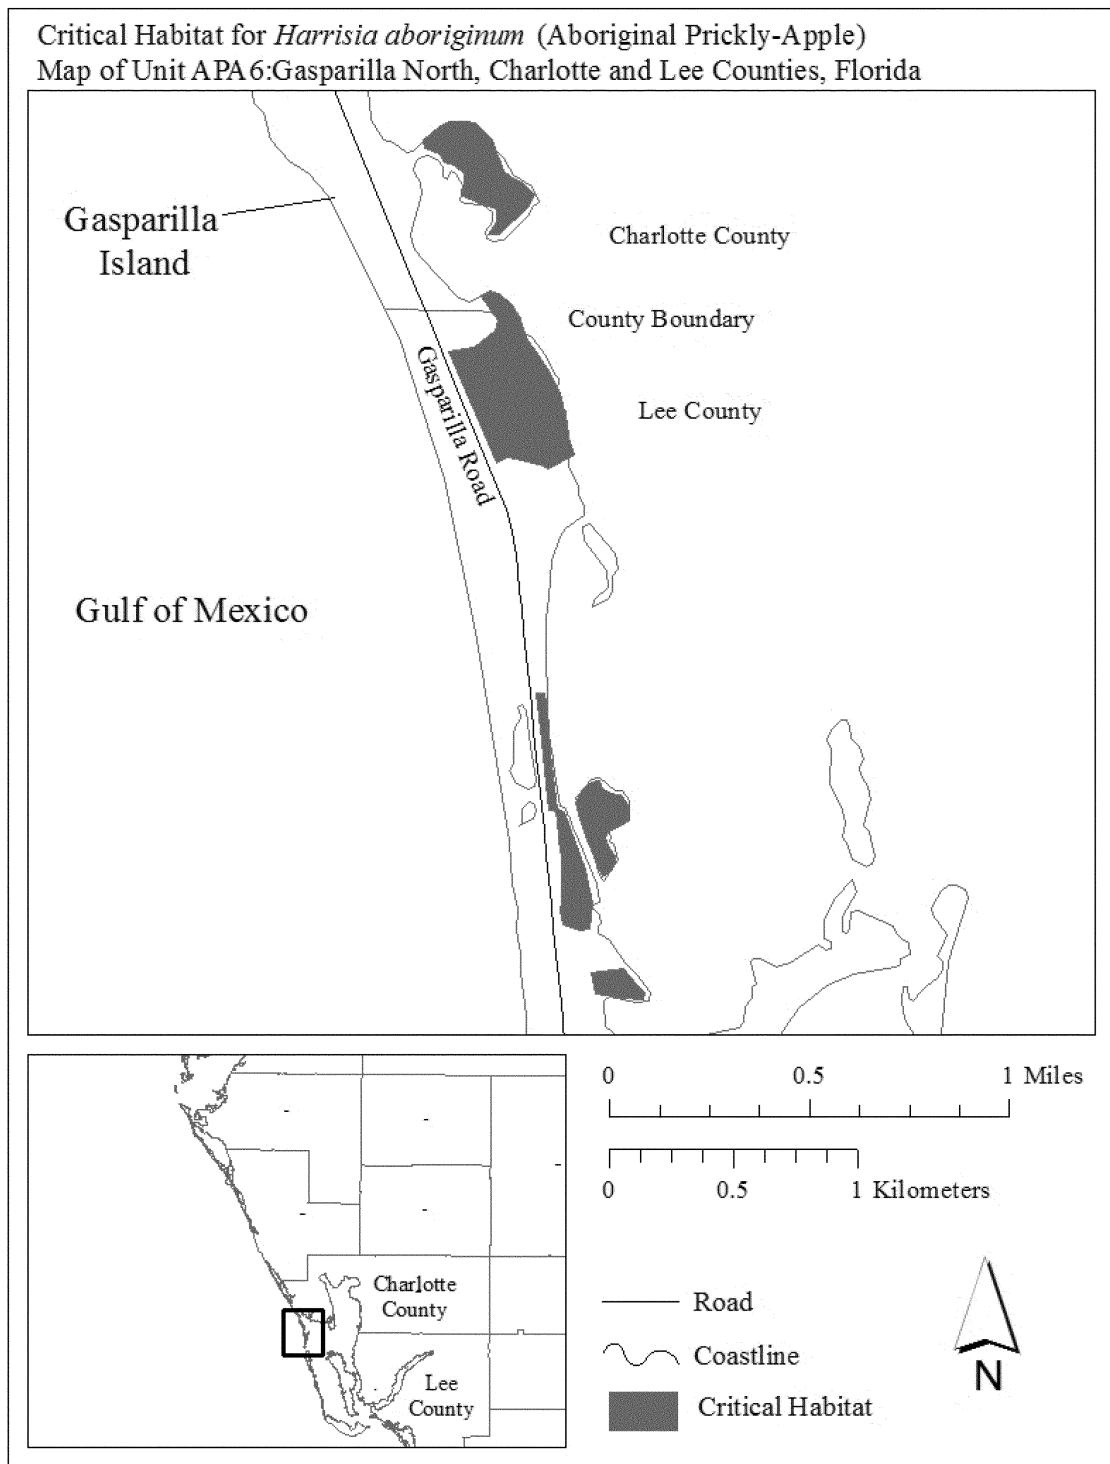 Critical Habitat for Harrisia aboriginum (Aboriginal Prickly-Apple)
Map of Unit APA6:Gasparilla North, Charlotte and Lee Counties, Florida
Gasparilla
Island
Charlotte County
County Boundary
Lee County
Gasparilla Road
Gulf of Mexico
Charlotte
County
Lee
County
0 0.5 1 Miles
0 0.5 1 Kilometers
Road
Coastline
Critical Habitat
N